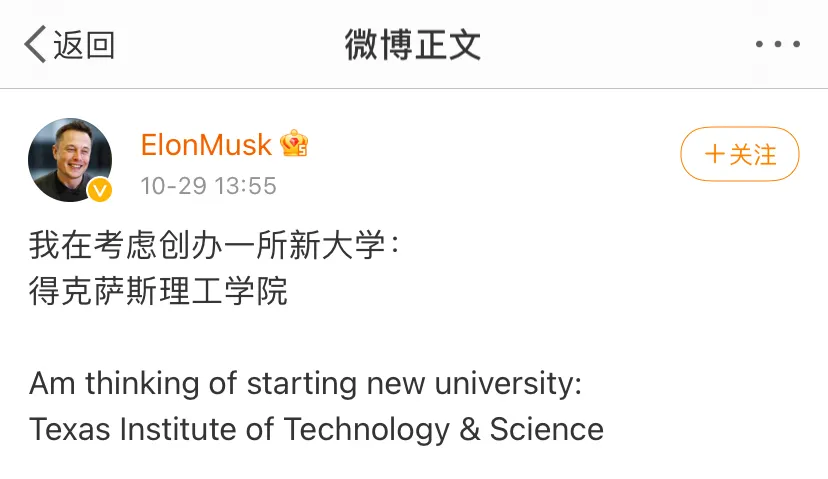 返回
微博正文
ElonMusk
+关注
10-29 13:55
我在考虑创办一所新大学：
得克萨斯理工学院
Am thinking of starting new university:
Texas Institute of Technology & Science